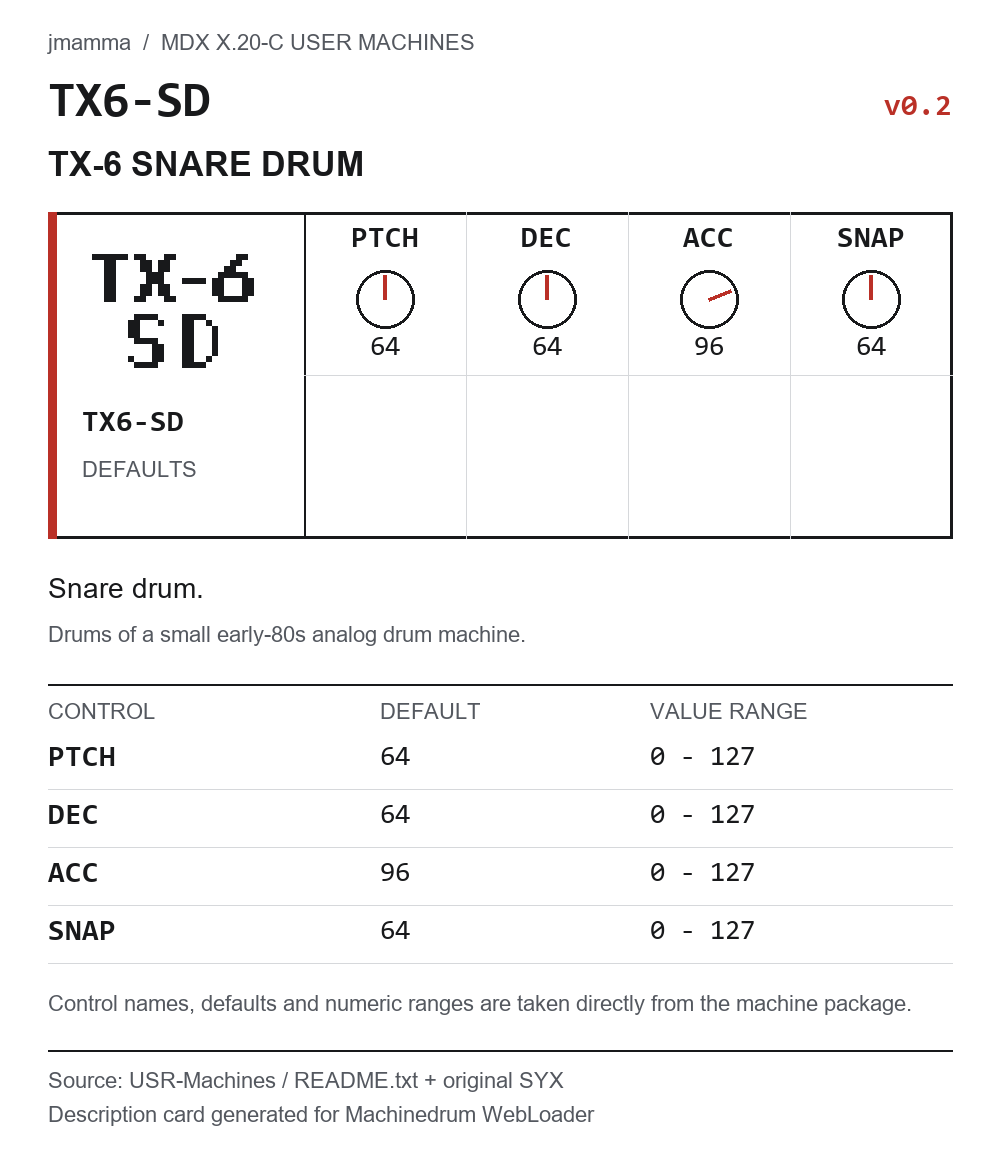 jmamma / MDX X.20-C USER MACHINES
TX6-SD v0.2
TX-6 SNARE DRUM
TX-6
SD
TX6-SD
DEFAULTS
PTCH DEC ACC SNAP
64 64 96 64
Snare drum.
Drums of a small early-80s analog drum machine.
CONTROL DEFAULT VALUE RANGE
PTCH 64 0 - 127
DEC 64 0 - 127
ACC 96 0 - 127
SNAP 64 0 - 127
Control names, defaults and numeric ranges are taken directly from the machine package.
Source: USR-Machines / README.txt + original SYX
Description card generated for Machinedrum WebLoader